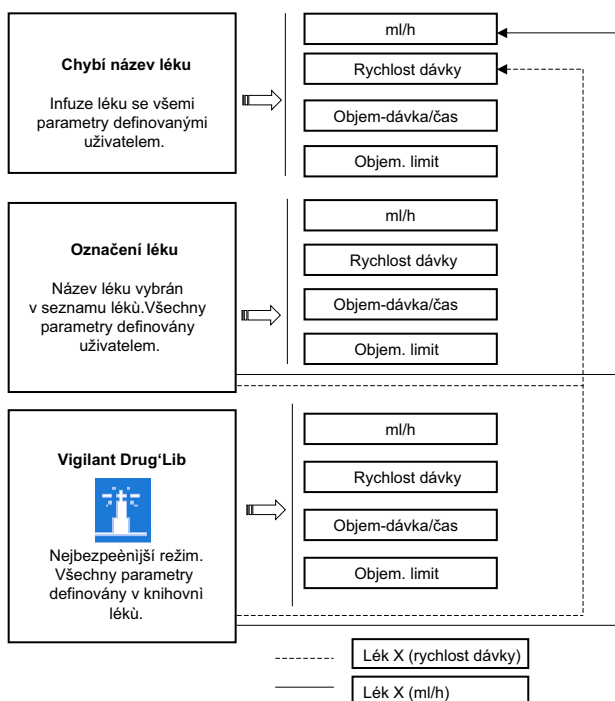 Chybí název léku
Infuze léku se všemi
parametry definovanými
uživatelem.
ml/h
Rychlost dávky
Objem-dávka/čas
Objem. limit
Označení léku
Název léku vybrán
v seznamu lékù.Všechny
parametry definovány
uživatelem.
ml/h
Rychlost dávky
Objem-dávka/čas
Objem. limit
Vigilant Drug‘Lib
Nejbezpeènìjší režim.
Všechny parametry
definovány v knihovnì
lékù.
ml/h
Rychlost dávky
Objem-dávka/čas
Objem. limit
Lék X (rychlost dávky)
Lék X (ml/h)